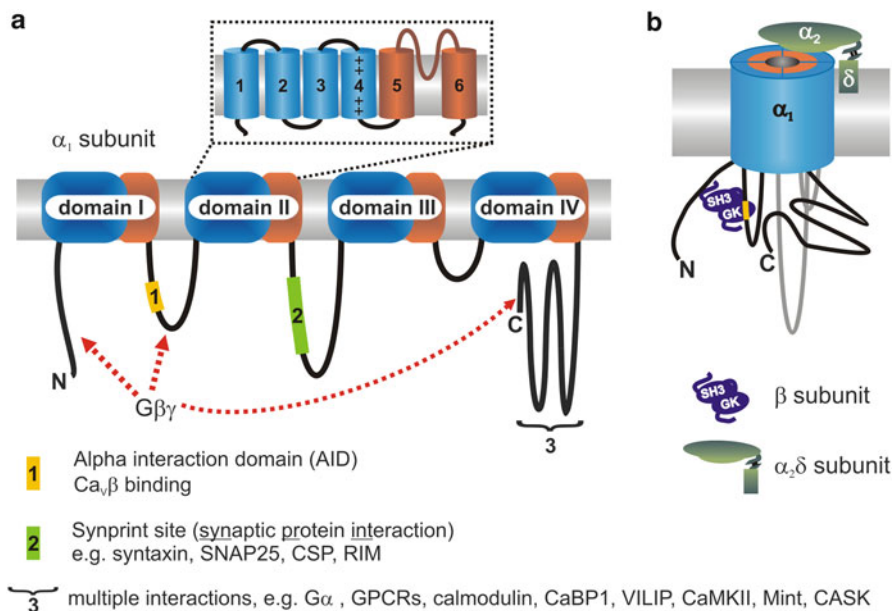 a
1 2 3 4 5 6
++ ++
α₁ subunit
domain I domain II domain III domain IV
1
2
N
C
Gβγ
3
1 Alpha interaction domain (AID)
Caᵥβ binding
2 Synprint site (synaptic protein interaction)
e.g. syntaxin, SNAP25, CSP, RIM
3 multiple interactions, e.g. Gα , GPCRs, calmodulin, CaBP1, VILIP, CaMKII, Mint, CASK
b
α₂
δ
α₁
SH3
GK
N
C
SH3
GK
β subunit
α₂δ subunit